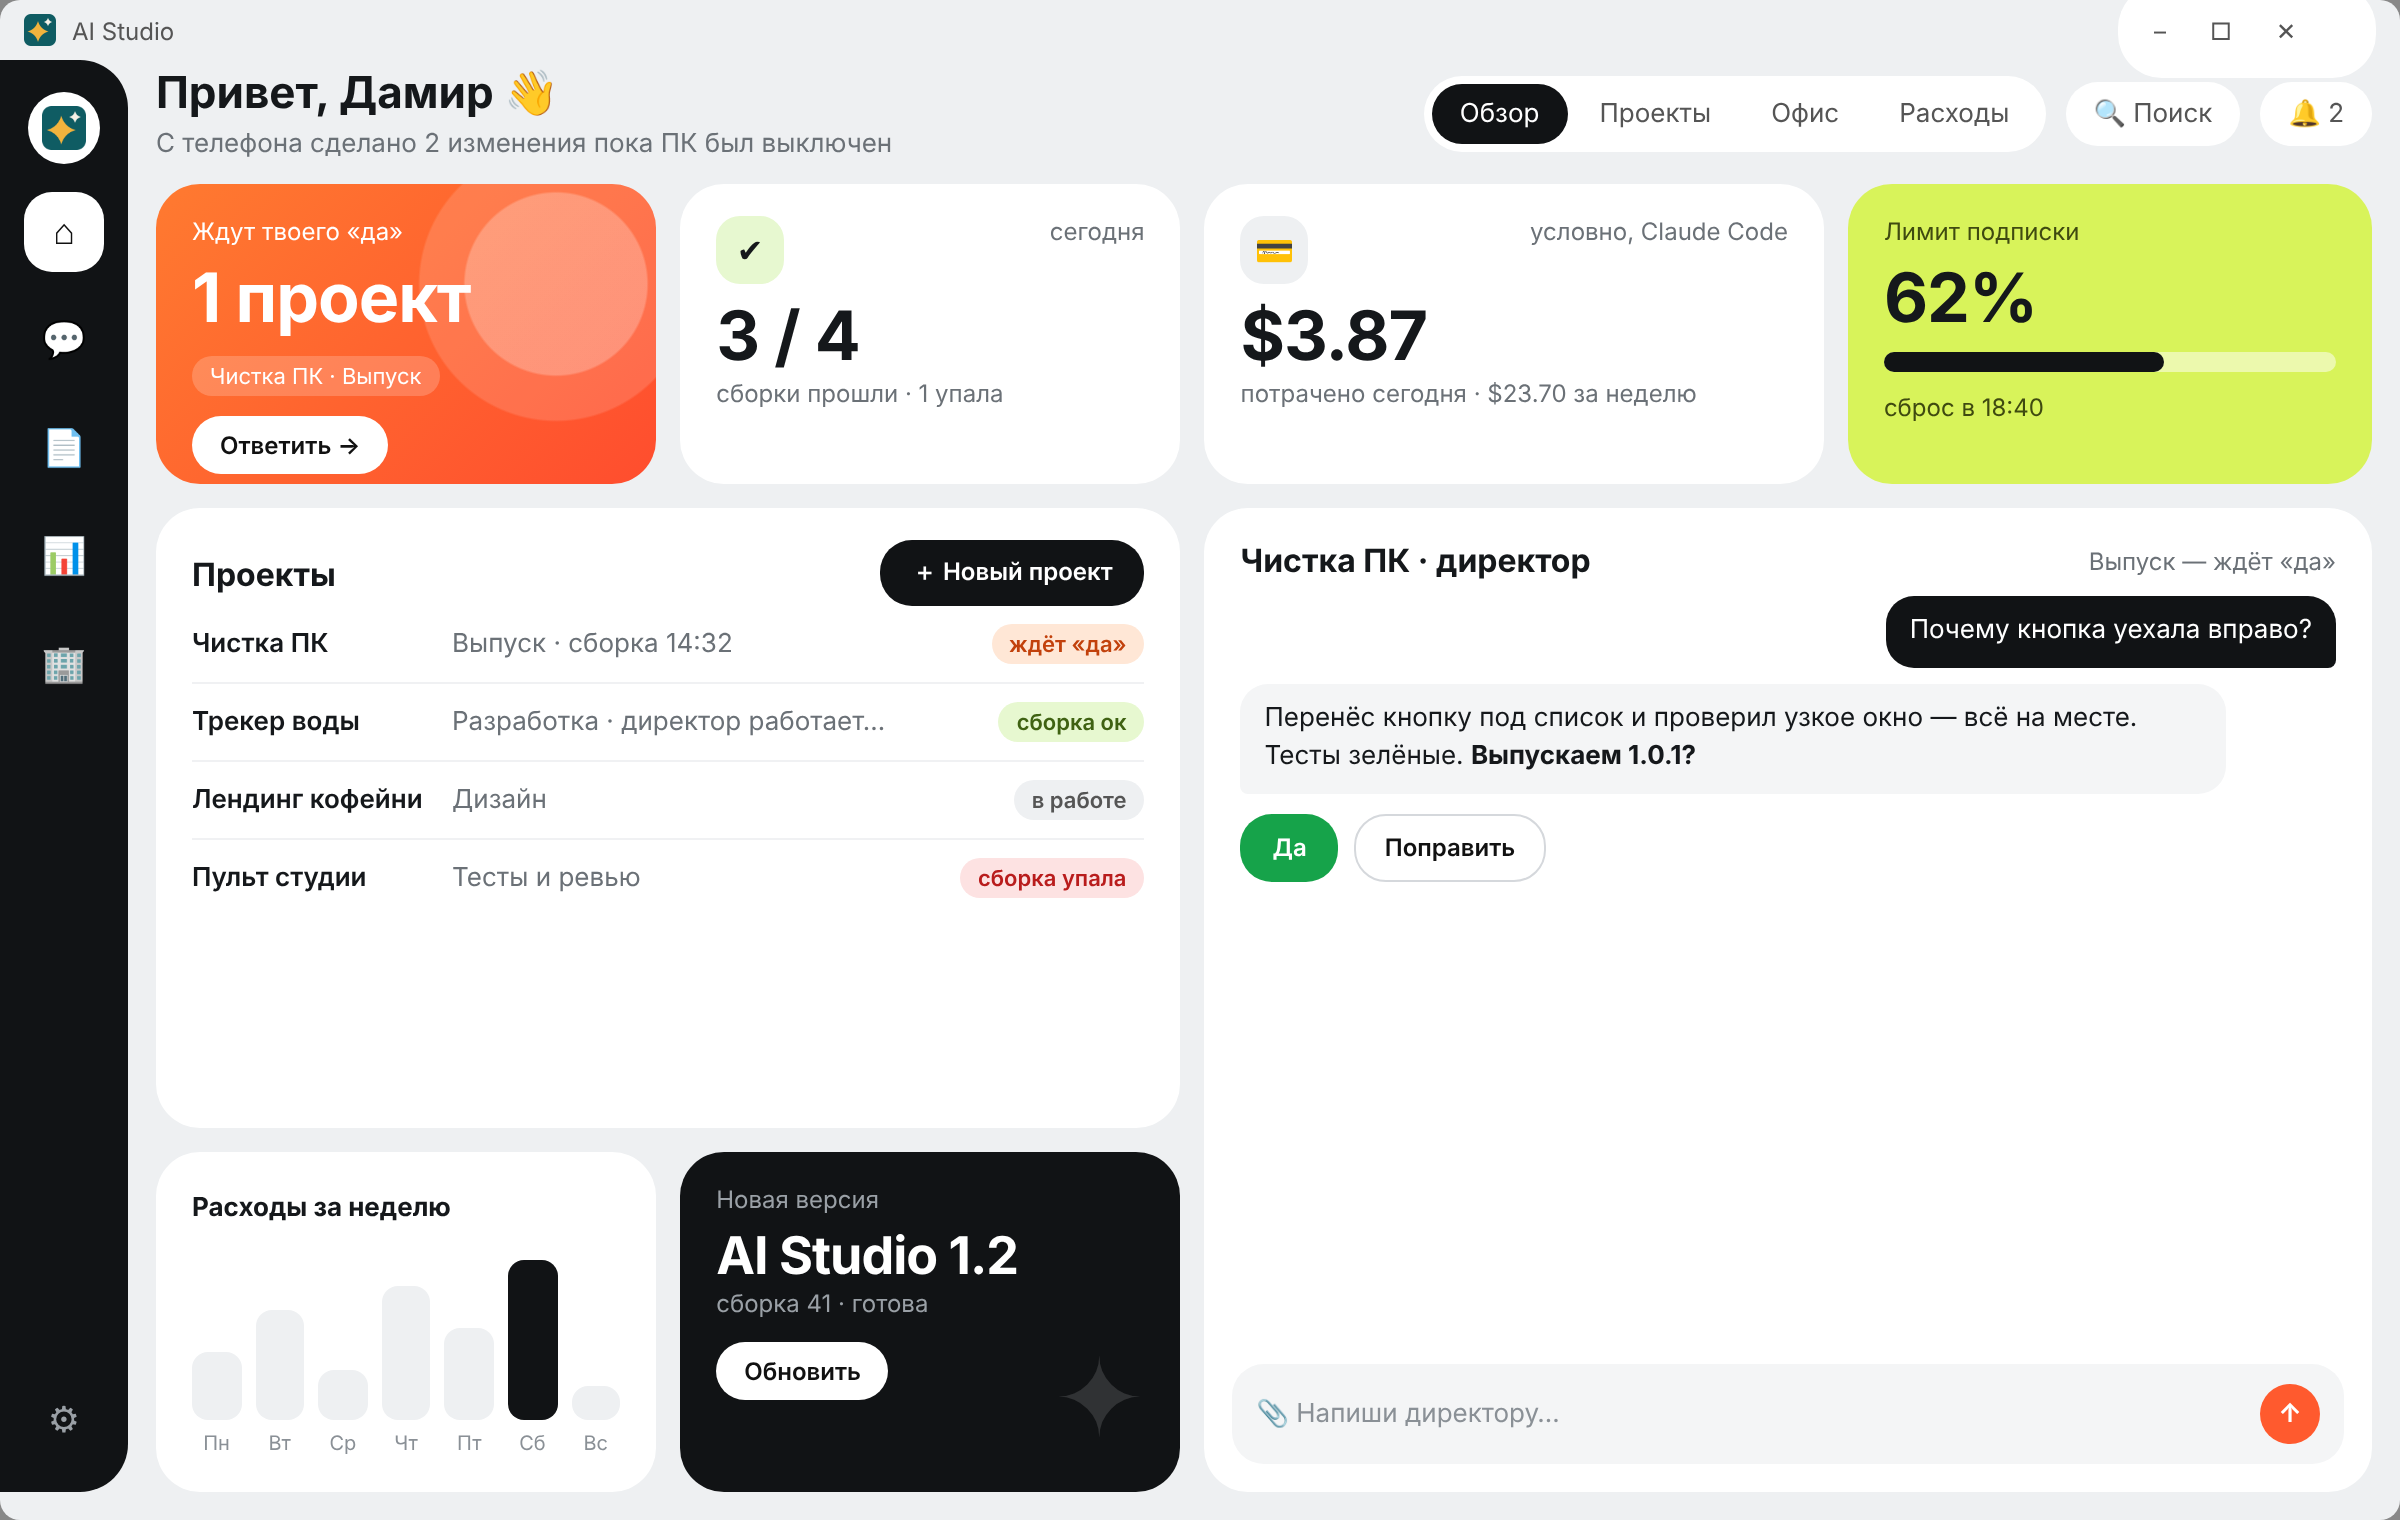 AI Studio
Привет, Дамир 👋
С телефона сделано 2 изменения пока ПК был выключен
Обзор
Проекты
Офис
Расходы
🔍 Поиск
🔔 2
Ждут твоего «да»
1 проект
Чистка ПК · Выпуск
Ответить →
сегодня
3 / 4
сборки прошли · 1 упала
условно, Claude Code
$3.87
потрачено сегодня · $23.70 за неделю
Лимит подписки
62%
сброс в 18:40
Проекты
+ Новый проект
Чистка ПК
Выпуск · сборка 14:32
ждёт «да»
Трекер воды
Разработка · директор работает…
сборка ок
Лендинг кофейни
Дизайн
в работе
Пульт студии
Тесты и ревью
сборка упала
Чистка ПК · директор
Выпуск — ждёт «да»
Почему кнопка уехала вправо?
Перенёс кнопку под список и проверил узкое окно — всё на месте.
Тесты зелёные. Выпускаем 1.0.1?
Да
Поправить
Расходы за неделю
Пн
Вт
Ср
Чт
Пт
Сб
Вс
Новая версия
AI Studio 1.2
сборка 41 · готова
Обновить
📎 Напиши директору…